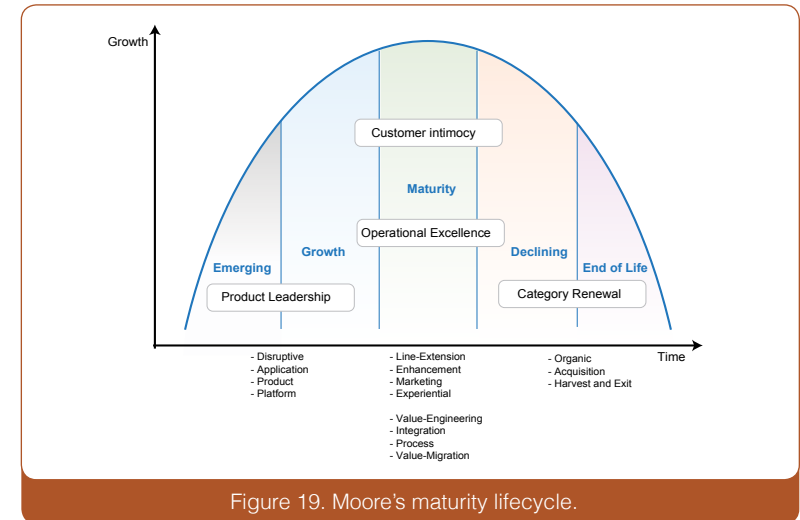 Growth
Customer intimocy
Maturity
Operational Excellence
Growth
Declining
Emerging
End of Life
Product Leadership
Category Renewal
Time
- Disruptive
- Application
- Product
- Platform
- Line-Extension
- Enhancement
- Marketing
- Experiential
- Value-Engineering
- Integration
- Process
- Value-Migration
- Organic
- Acquisition
- Harvest and Exit
Figure 19. Moore’s maturity lifecycle.